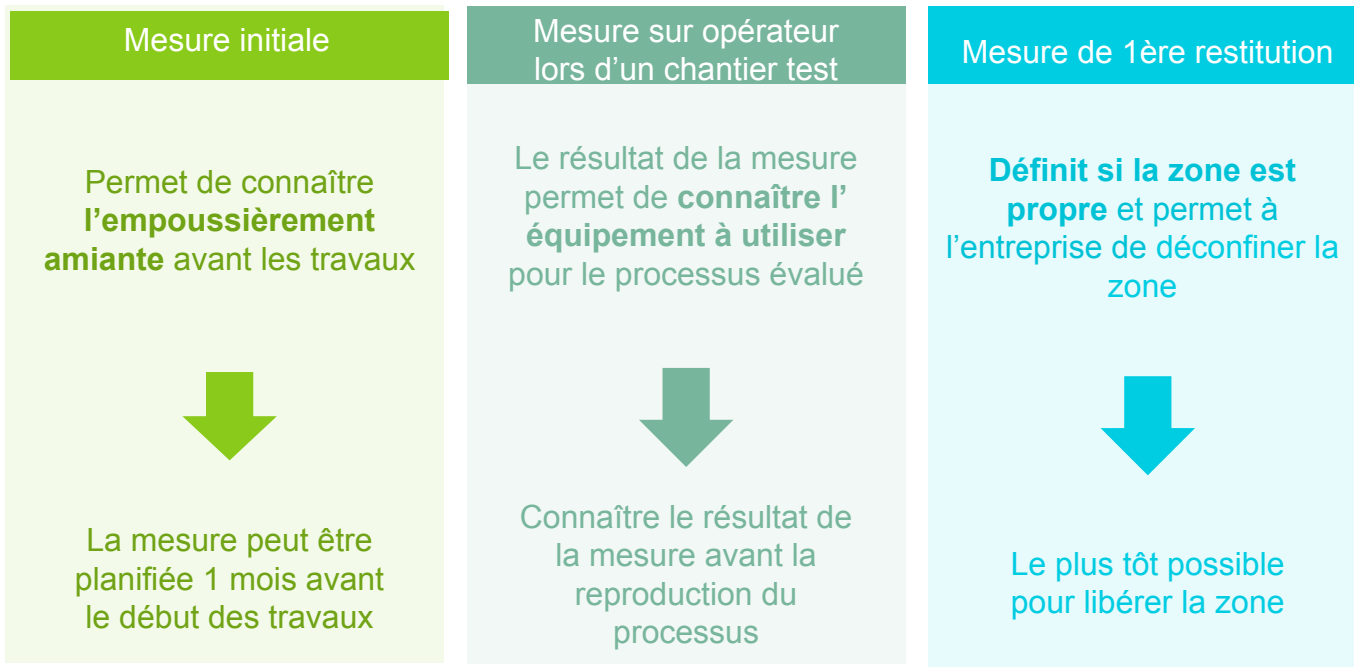 Mesure initiale
Permet de connaître
l’empoussièrement
amiante avant les travaux
La mesure peut être
planifiée 1 mois avant
le début des travaux
Mesure sur opérateur
lors d’un chantier test
Le résultat de la mesure
permet de connaître l’
équipement à utiliser
pour le processus évalué
Connaître le résultat de
la mesure avant la
reproduction du
processus
Mesure de 1ère restitution
Définit si la zone est
propre et permet à
l’entreprise de déconfiner la
zone
Le plus tôt possible
pour libérer la zone